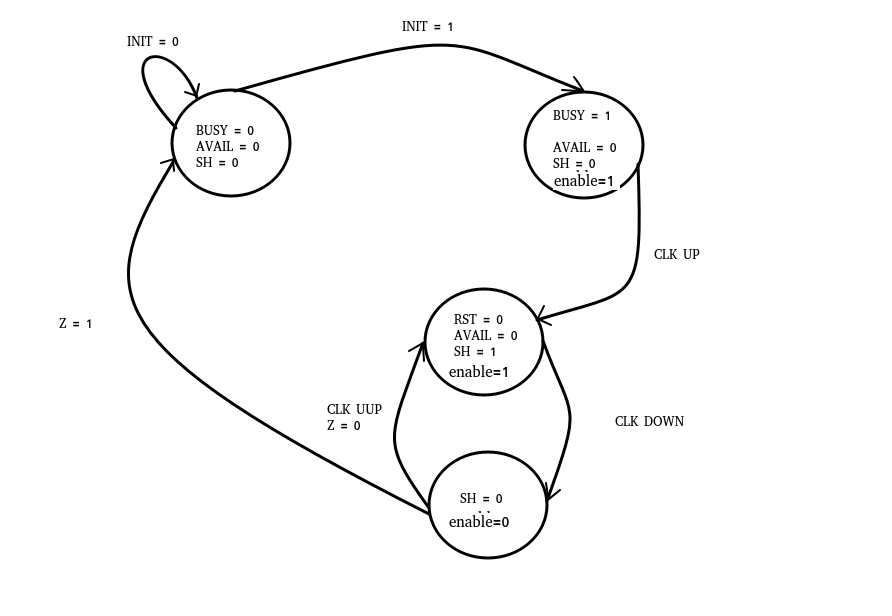 INIT = 1
INIT = 0
BUSY = 0
AVAIL = 0
SH = 0
BUSY = 1
AVAIL = 0
SH = 0
enable=1
CLK UP
Z = 1
RST = 0
AVAIL = 0
SH = 1
enable=1
CLK UUP
Z = 0
CLK DOWN
SH = 0
enable=0